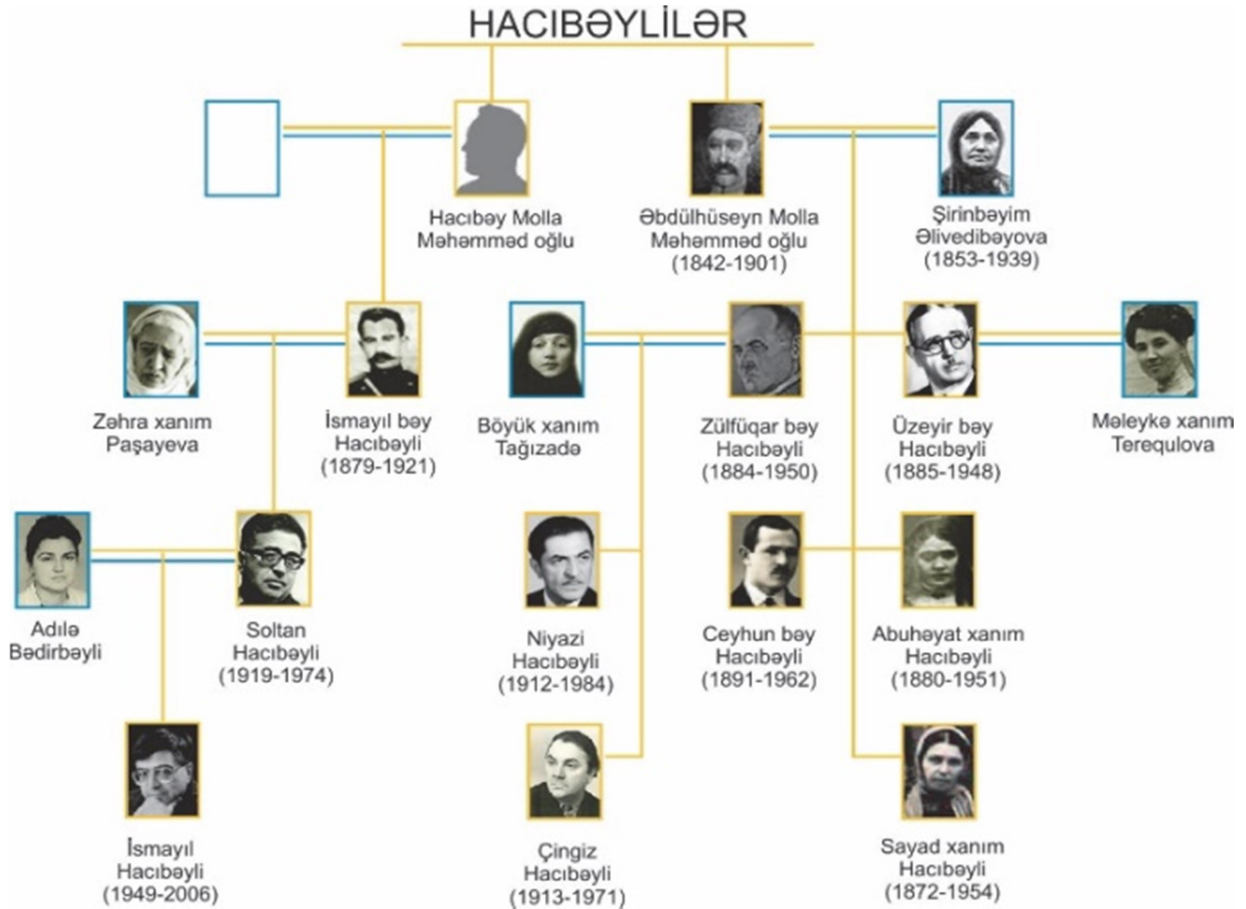 HACIBƏYLİLƏR
Hacıbəy Molla
Məhəmməd oğlu
Əbdülhüseyn Molla
Məhəmməd oğlu
(1842-1901)
Şirinbəyim
Əlivedibəyova
(1853-1939)
Zəhra xanım
Paşayeva
İsmayıl bəy
Hacıbəyli
(1879-1921)
Böyük xanım
Tağızadə
Zülfüqar bəy
Hacıbəyli
(1884-1950)
Üzeyir bəy
Hacıbəyli
(1885-1948)
Məleykə xanım
Terequlova
Adılə
Bədirbəyli
Soltan
Hacıbəyli
(1919-1974)
Niyazi
Hacıbəyli
(1912-1984)
Ceyhun bəy
Hacıbəyli
(1891-1962)
Abuhəyat xanım
Hacıbəyli
(1880-1951)
İsmayıl
Hacıbəyli
(1949-2006)
Çingiz
Hacıbəyli
(1913-1971)
Sayad xanım
Hacıbəyli
(1872-1954)